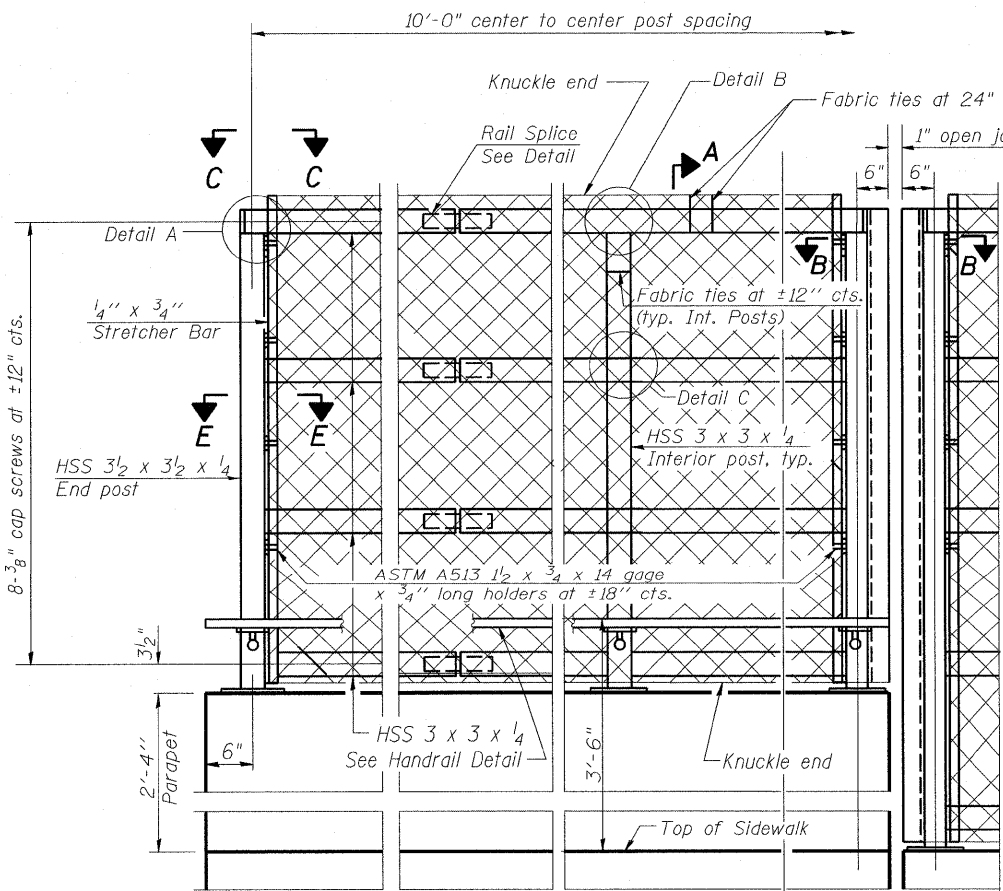 10'-0" center to center post spacing
Knuckle end
Detail B
Fabric ties at 24"
Rail Splice
See Detail
A
1" open jo
C
C
6"
6"
Detail A
B
B
1/4" x 3/4"
Stretcher Bar
Fabric ties at ±12" cts.
(typ. Int. Posts)
8-3/8" cap screws at ±12" cts.
Detail C
E
E
HSS 3 1/2 x 3 1/2 x 1/4
End post
HSS 3 x 3 x 1/4
Interior post, typ.
ASTM A513 1 1/2 x 3/4 x 14 gage
x 3/4" long holders at ±18" cts.
3 1/2"
HSS 3 x 3 x 1/4
See Handrail Detail
6"
2'-4"
Parapet
3'-6"
Knuckle end
Top of Sidewalk